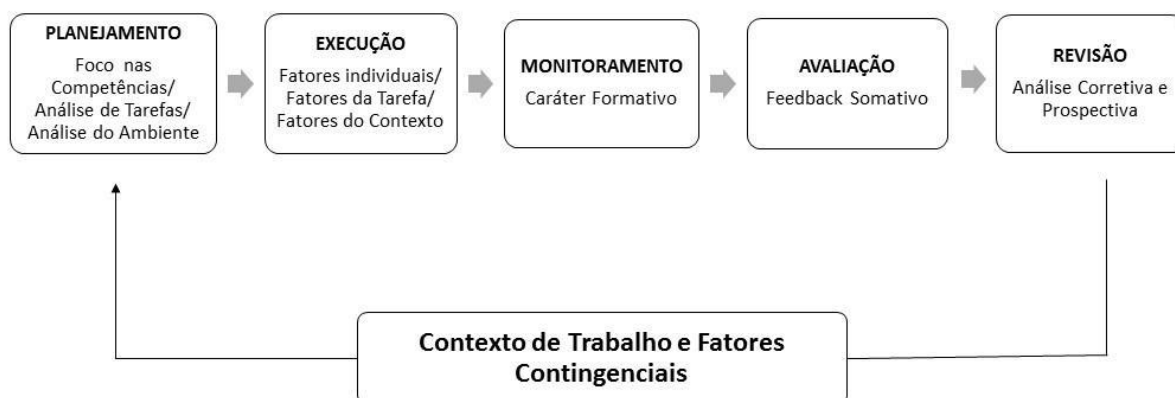 PLANEJAMENTO
Foco nas
Competências/
Análise de Tarefas/
Análise do Ambiente
EXECUÇÃO
Fatores individuais/
Fatores da Tarefa/
Fatores do Contexto
MONITORAMENTO
Caráter Formativo
AVALIAÇÃO
Feedback Somativo
REVISÃO
Análise Corretiva e
Prospectiva
Contexto de Trabalho e Fatores
Contingenciais